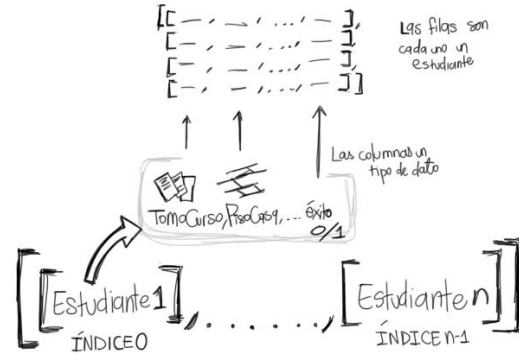 [[—, —, ..., —],
[—, —, ..., —],
[—, —, ..., —],
[—, —, ..., —]]
Las filas son
cada uno un
estudiante
Las columnas un
tipo de dato
TomoCurso, PisoCasa, ... éxito
0/1
[[Estudiante 1], ......, [Estudiante n]]
ÍNDICE 0
ÍNDICE n-1